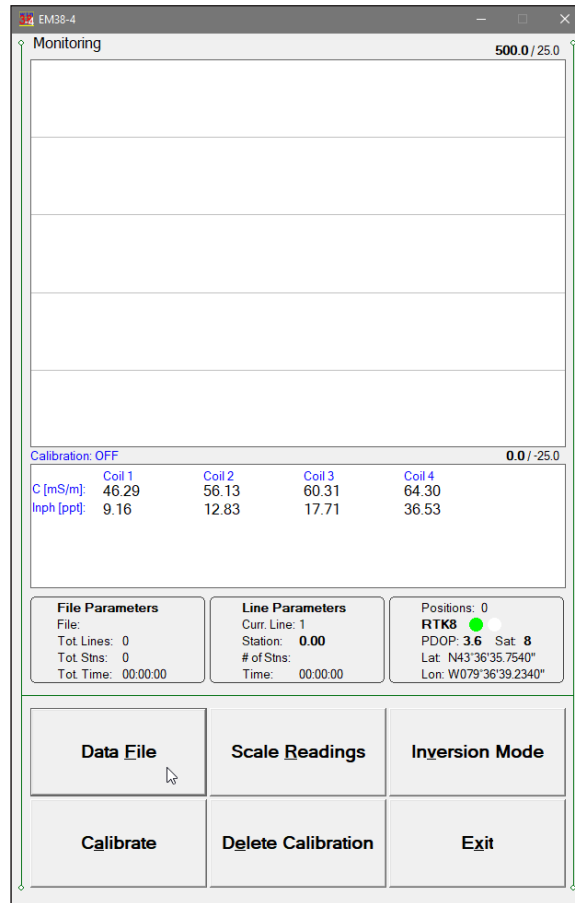 EM38-4
Monitoring
500.0 / 25.0
Calibration: OFF
0.0 / -25.0
Coil 1 Coil 2 Coil 3 Coil 4
C [mS/m]: 46.29 56.13 60.31 64.30
Inph [ppt]: 9.16 12.83 17.71 36.53
File Parameters
File:
Tot. Lines: 0
Tot. Stns: 0
Tot. Time: 00:00:00
Line Parameters
Curr. Line: 1
Station: 0.00
# of Stns:
Time: 00:00:00
Positions: 0
RTK8
PDOP: 3.6 Sat: 8
Lat: N43°36'35.7540"
Lon: W079°36'39.2340"
Data File
Scale Readings
Inversion Mode
Calibrate
Delete Calibration
Exit